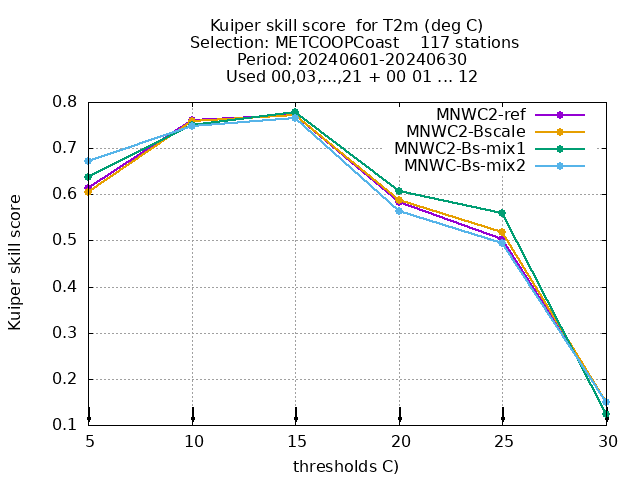 Kuiper skill score  for T2m (deg C)
Selection: METCOOPCoast    117 stations
Period: 20240601-20240630
Used 00,03,...,21 + 00 01 ... 12
MNWC2-ref
MNWC2-Bscale
MNWC2-Bs-mix1
MNWC-Bs-mix2
Kuiper skill score
0.8
0.7
0.6
0.5
0.4
0.3
0.2
0.1
5 10 15 20 25 30
thresholds C)